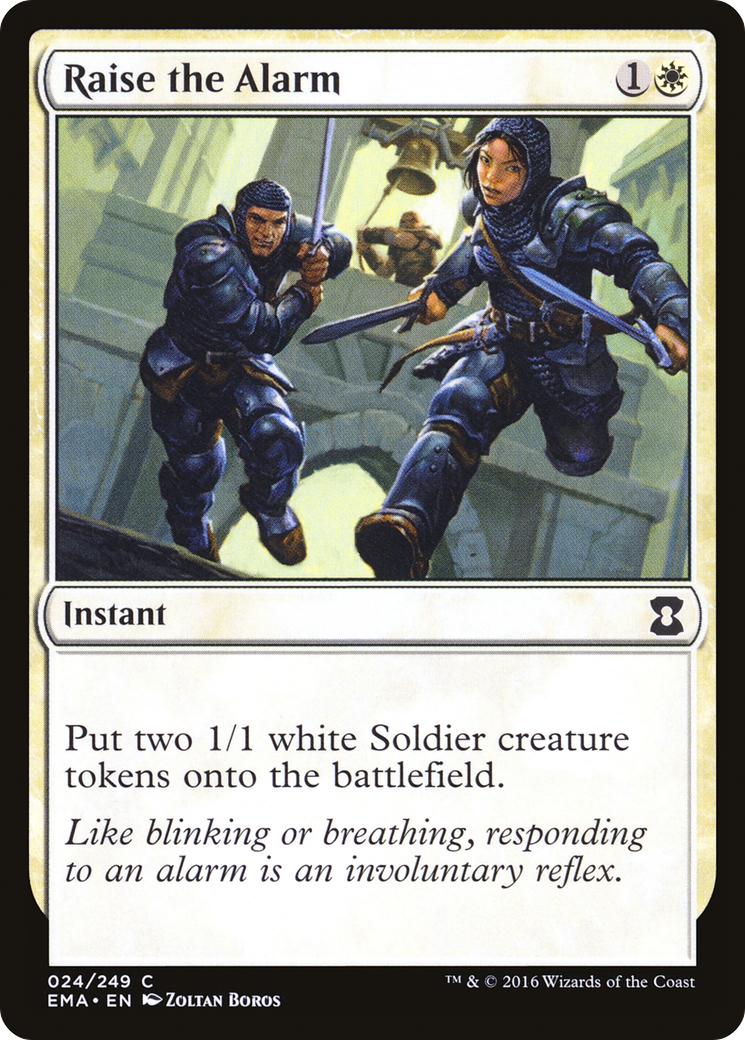 Raise the Alarm 1
Instant
Put two 1/1 white Soldier creature
tokens onto the battlefield.
Like blinking or breathing, responding
to an alarm is an involuntary reflex.
024/249 C
EMA • EN Zoltan Boros
™ & © 2016 Wizards of the Coast